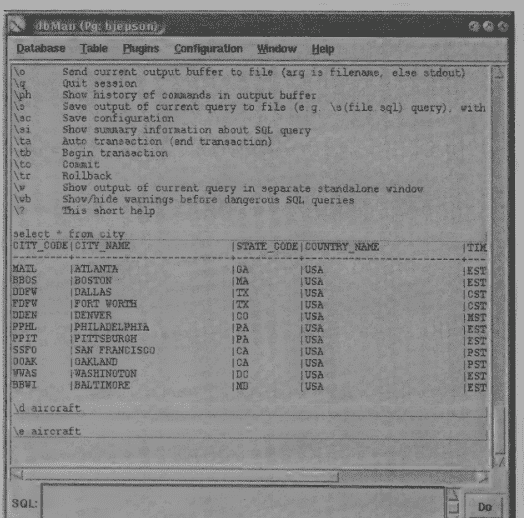 dbMan (Pg: bjepson)
Database Table Plugins Configuration Window Help
\o Send current output buffer to file (arg is filename, else stdout)
\q Quit session
\ph Show history of commands in output buffer
\s Save output of current query to file (e g. \s(file sql) query), with
\sc Save configuration
\si Show summary information about SQL query
\ta Auto transaction (end transaction)
\tb Begin transaction
\tc Commit
\tr Rollback
\w Show output of current query in separate standalone window
\wb Show/hide warnings before dangerous SQL queries
\? This short help
select * from city
CITY_CODE|CITY_NAME |STATE_CODE|COUNTRY_NAME |TIM
MATL |ATLANTA |GA |USA |EST
BBOS |BOSTON |MA |USA |EST
DDFW |DALLAS |TX |USA |CST
FDFW |FORT WORTH |TX |USA |CST
DDEN |DENVER |CO |USA |MST
PPHL |PHILADELPHIA |PA |USA |EST
PPIT |PITTSBURGH |PA |USA |EST
SSFO |SAN FRANCISCO |CA |USA |PST
OOAK |OAKLAND |CA |USA |PST
WWAS |WASHINGTON |DC |USA |EST
BBWI |BALTIMORE |MD |USA |EST
\d aircraft
\e aircraft
SQL: Do